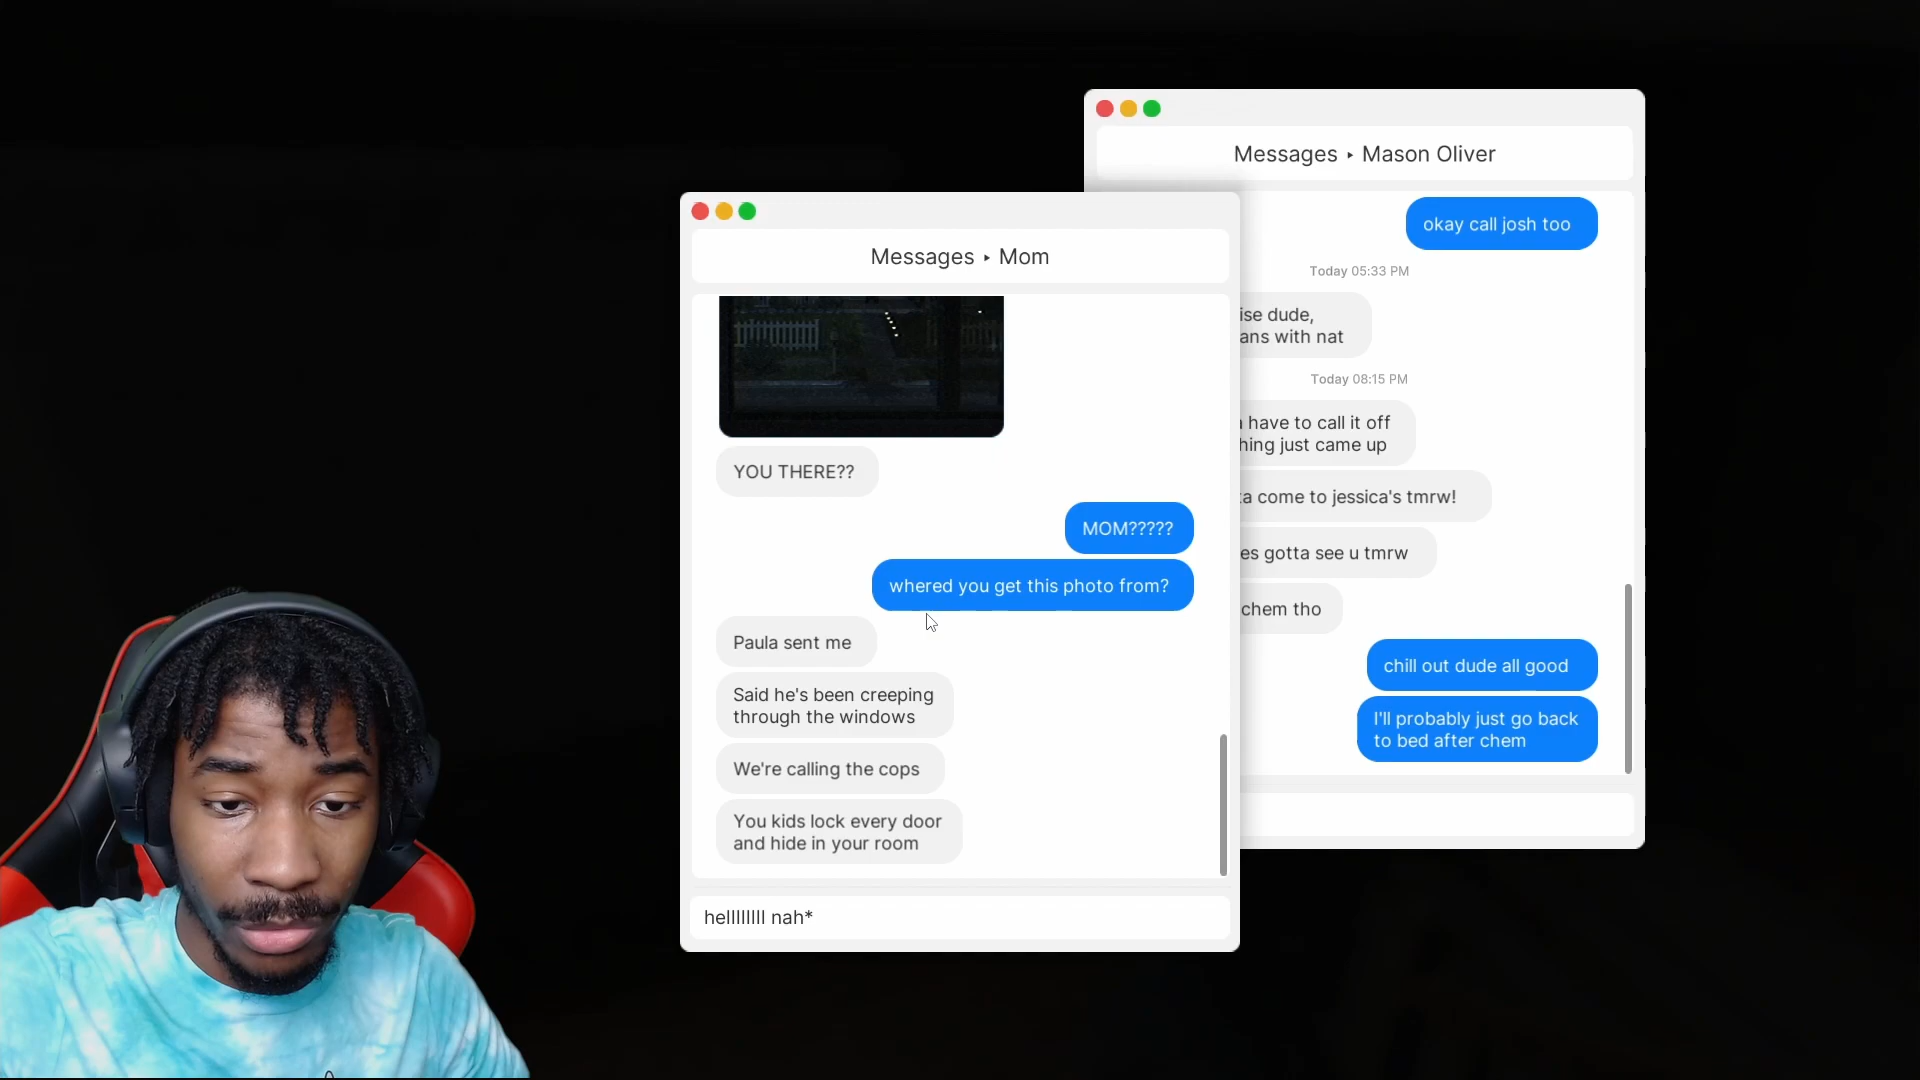 Messages ‣ Mason Oliver
okay call josh too
Today 05:33 PM
ise dude,
ans with nat
Today 08:15 PM
have to call it off
hing just came up
a come to jessica's tmrw!
es gotta see u tmrw
chem tho
chill out dude all good
I'll probably just go back
to bed after chem
Messages ‣ Mom
YOU THERE??
MOM?????
whered you get this photo from?
Paula sent me
Said he's been creeping
through the windows
We're calling the cops
You kids lock every door
and hide in your room
hellllllll nah*